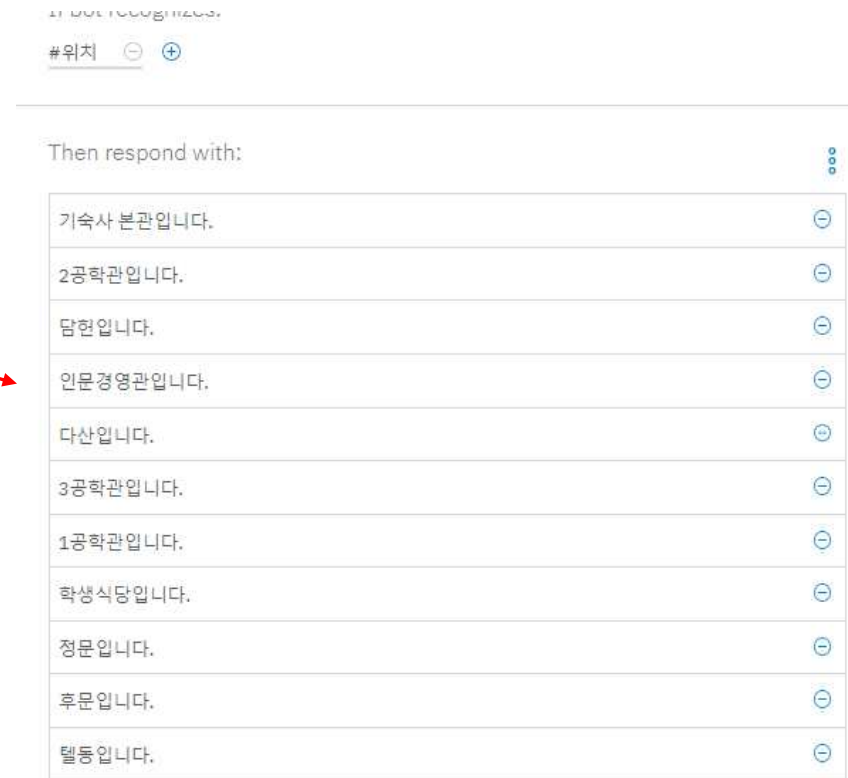 If bot recognizes:
#위치
Then respond with:
기숙사 본관입니다.
2공학관입니다.
담헌입니다.
인문경영관입니다.
다산입니다.
3공학관입니다.
1공학관입니다.
학생식당입니다.
정문입니다.
후문입니다.
텔동입니다.